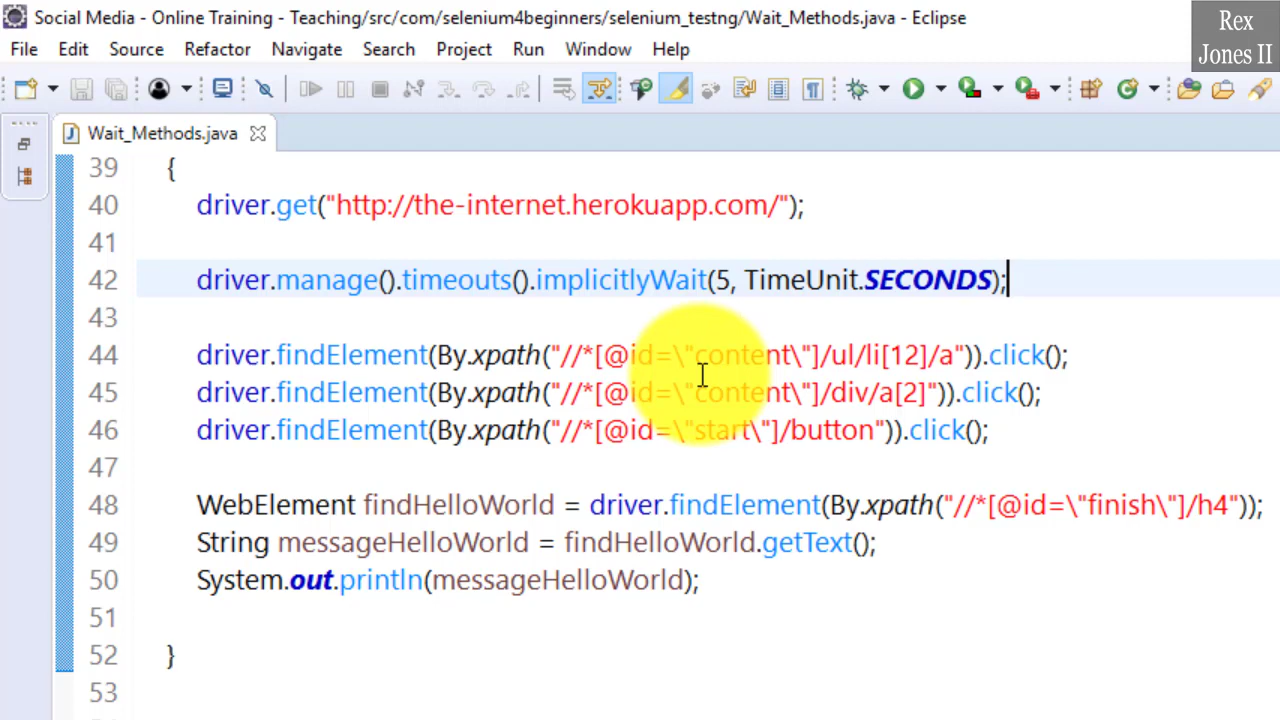 Social Media - Online Training - Teaching/src/com/selenium4beginners/selenium_testng/Wait_Methods.java - Eclipse
Rex
Jones II
File Edit Source Refactor Navigate Search Project Run Window Help
Wait_Methods.java
39 {
40 driver.get("http://the-internet.herokuapp.com/");
41
42 driver.manage().timeouts().implicitlyWait(5, TimeUnit.SECONDS);
43
44 driver.findElement(By.xpath("//*[@id=\"content\"]/ul/li[12]/a")).click();
45 driver.findElement(By.xpath("//*[@id=\"content\"]/div/a[2]")).click();
46 driver.findElement(By.xpath("//*[@id=\"start\"]/button")).click();
47
48 WebElement findHelloWorld = driver.findElement(By.xpath("//*[@id=\"finish\"]/h4"));
49 String messageHelloWorld = findHelloWorld.getText();
50 System.out.println(messageHelloWorld);
51
52 }
53